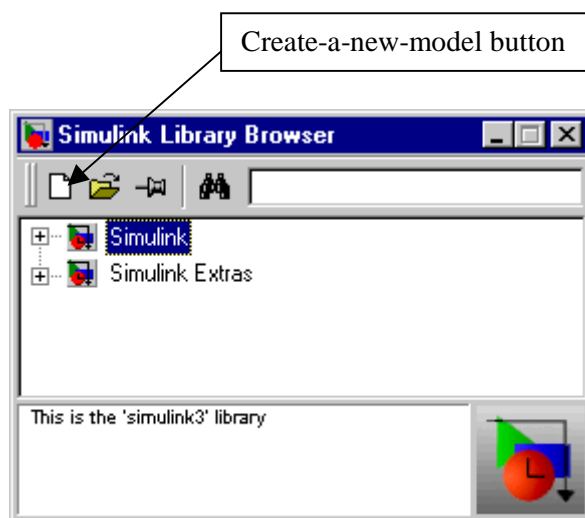 Create-a-new-model button
Simulink Library Browser
Simulink
Simulink Extras
This is the 'simulink3' library